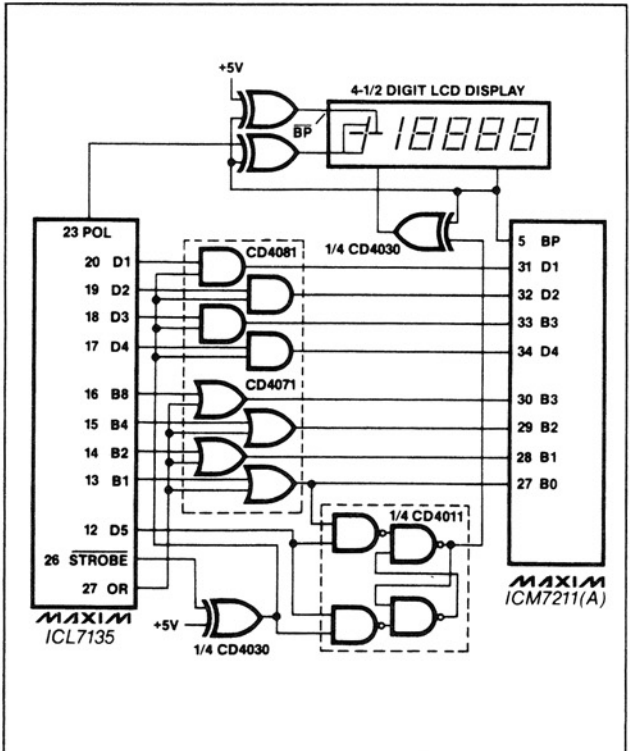 +5V
4-1/2 DIGIT LCD DISPLAY
BP
18888
1/4 CD4030
23 POL
20 D1
19 D2
18 D3
17 D4
16 B8
15 B4
14 B2
13 B1
12 D5
26 STROBE
27 OR
MAXIM
ICL7135
CD4081
CD4071
+5V
1/4 CD4030
1/4 CD4011
5 BP
31 D1
32 D2
33 B3
34 D4
30 B3
29 B2
28 B1
27 B0
MAXIM
ICM7211(A)